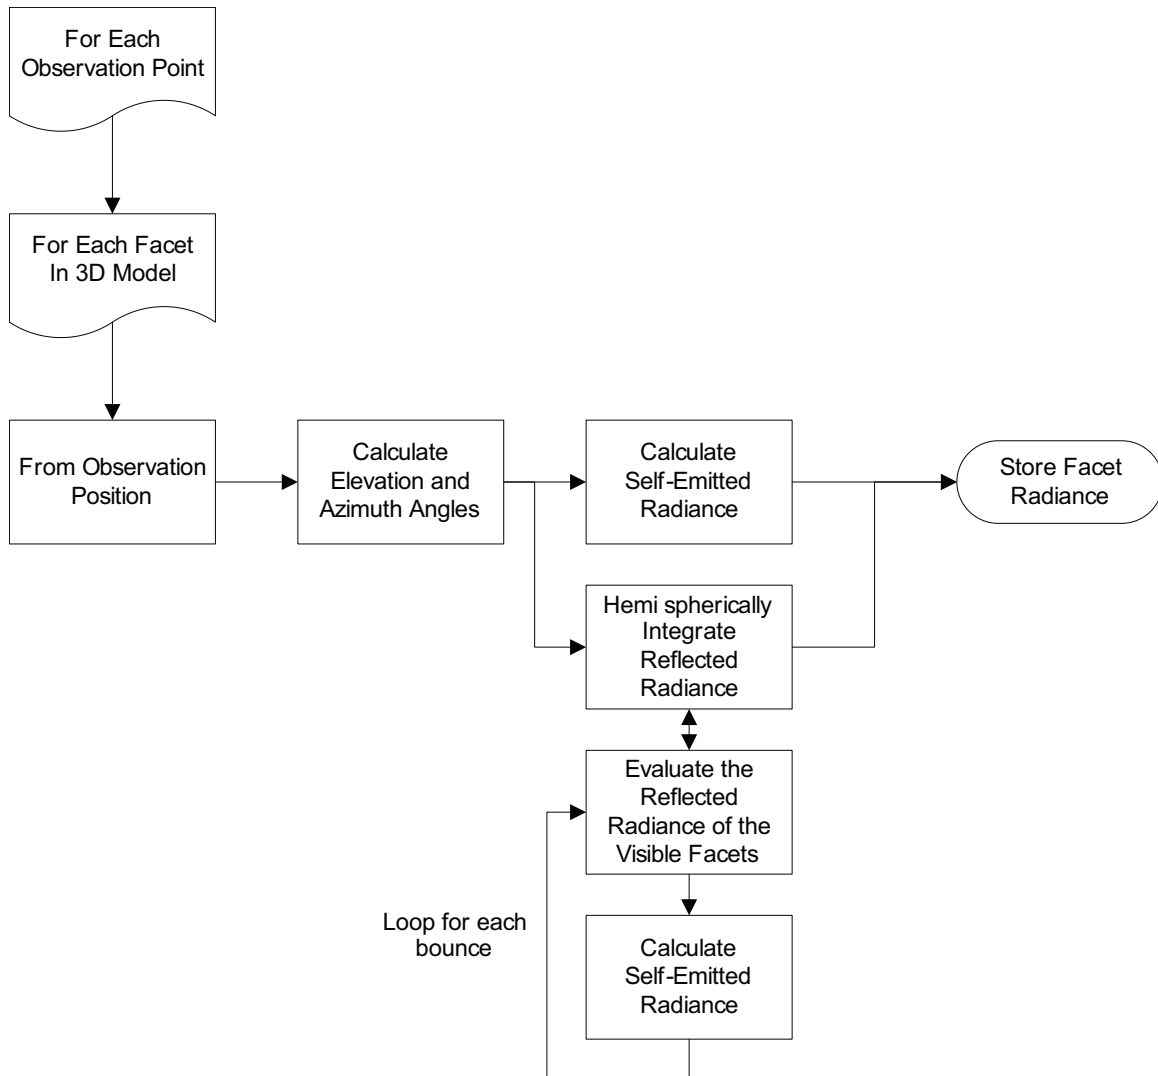 For Each
Observation Point
For Each Facet
In 3D Model
From Observation
Position
Calculate
Elevation and
Azimuth Angles
Calculate
Self-Emitted
Radiance
Store Facet
Radiance
Hemi spherically
Integrate
Reflected
Radiance
Evaluate the
Reflected
Radiance of the
Visible Facets
Loop for each
bounce
Calculate
Self-Emitted
Radiance